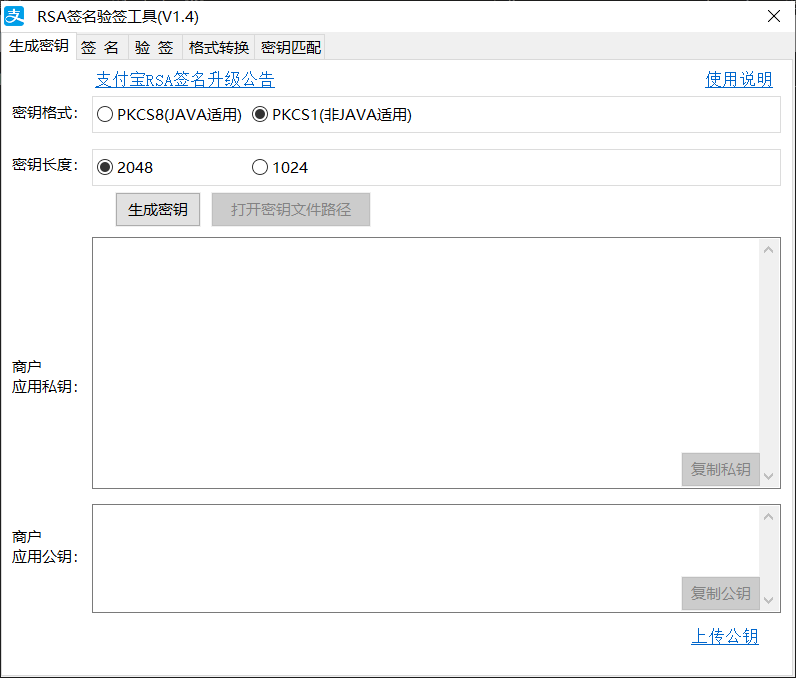 支 RSA签名验签工具(V1.4)
生成密钥 签 名 验 签 格式转换 密钥匹配
支付宝RSA签名升级公告 使用说明
密钥格式： PKCS8(JAVA适用) PKCS1(非JAVA适用)
密钥长度： 2048 1024
生成密钥 打开密钥文件路径
商户
应用私钥：
复制私钥
商户
应用公钥：
复制公钥
上传公钥